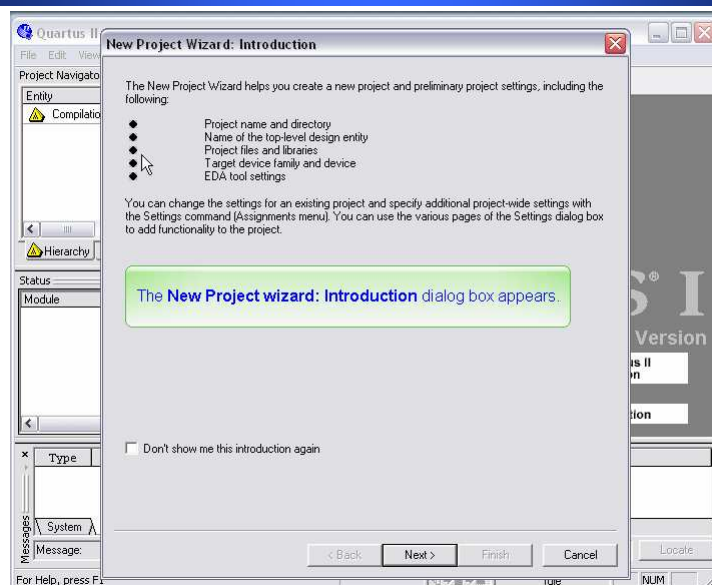 Quartus II
File Edit View
Project Navigato
Entity
Compilatio
Hierarchy
Status
Module
New Project Wizard: Introduction
The New Project Wizard helps you create a new project and preliminary project settings, including the
following:
Project name and directory
Name of the top-level design entity
Project files and libraries
Target device family and device
EDA tool settings
You can change the settings for an existing project and specify additional project-wide settings with
the Settings command (Assignments menu). You can use the various pages of the Settings dialog box
to add functionality to the project.
The New Project wizard: Introduction dialog box appears.
Don't show me this introduction again
< Back Next > Finish Cancel
S® I
Version
us II
on
tion
Type
System
Messages
Message:
Locate
For Help, press F1
Idle
NUM